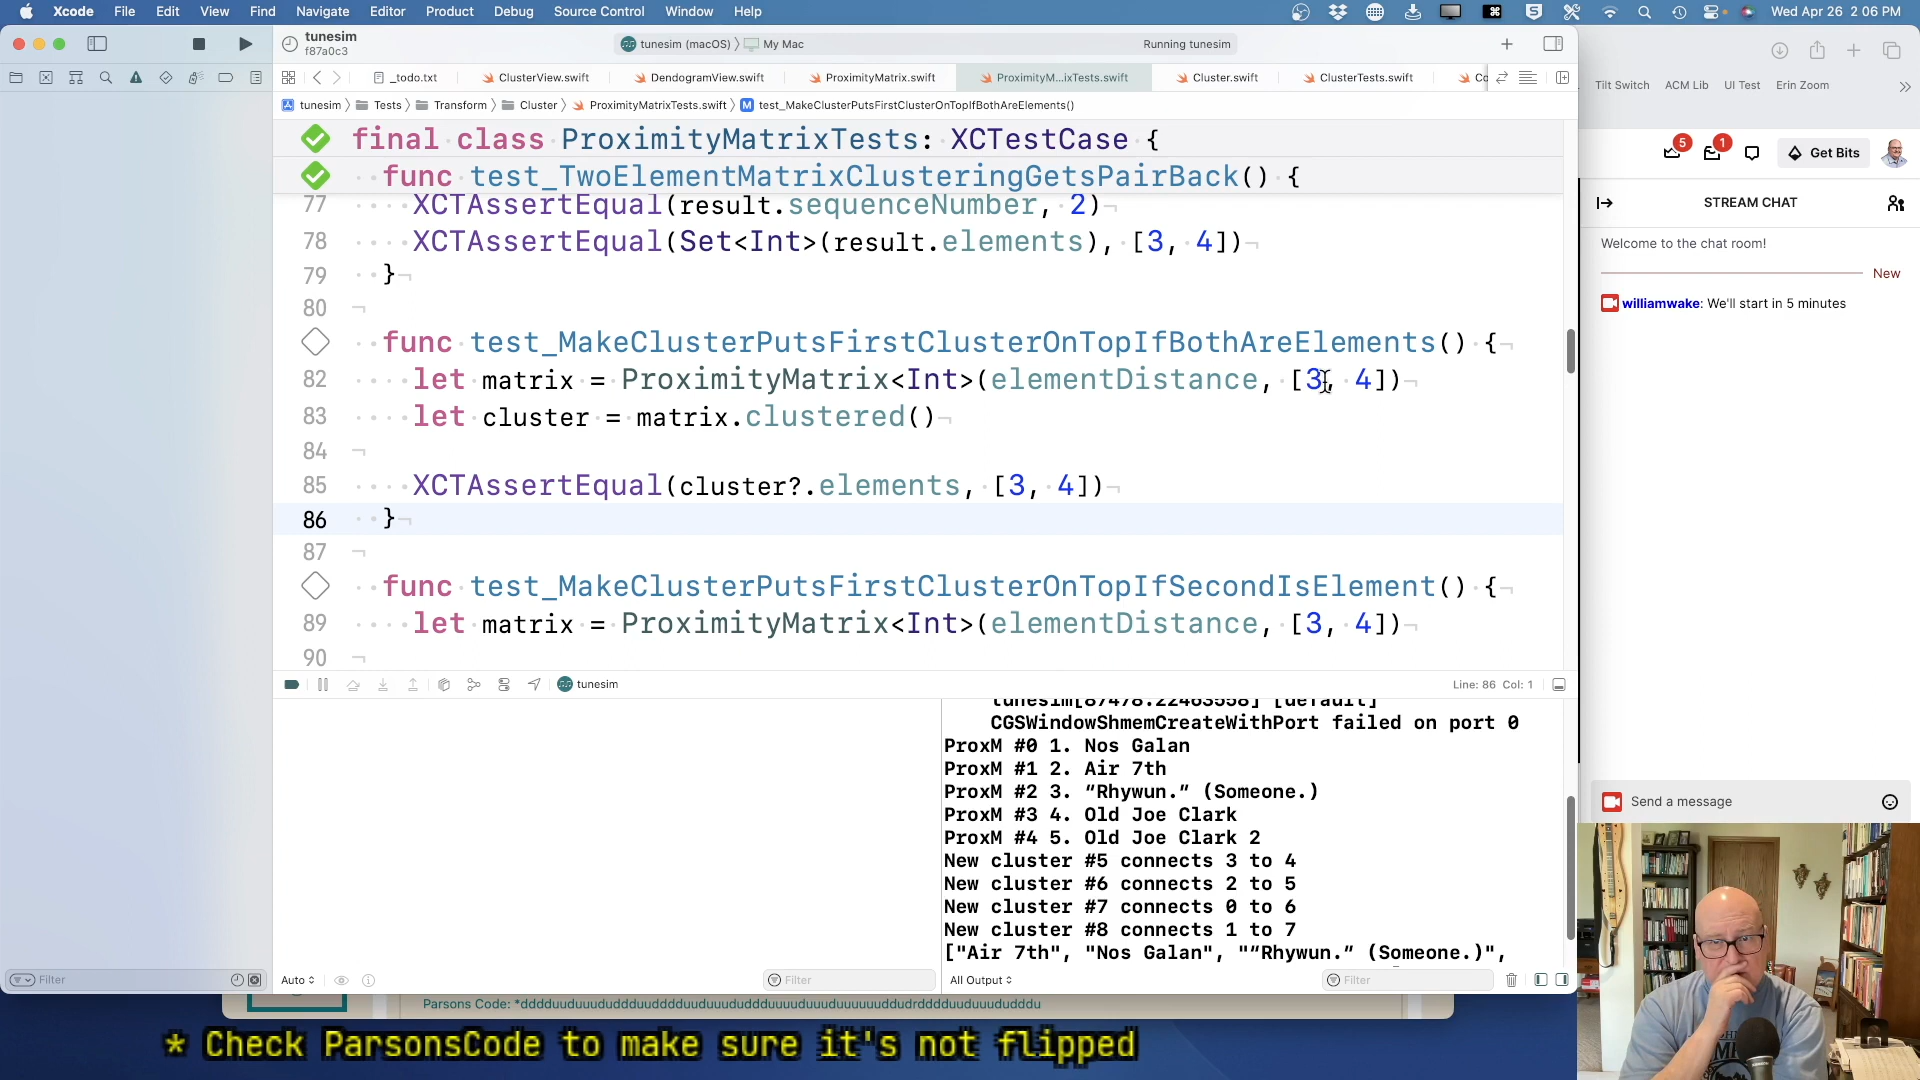 Xcode File Edit View Find Navigate Editor Product Debug Source Control Window Help
Wed Apr 26 2:06 PM
tunesim
f87a0c3
tunesim (macOS) 〉 My Mac
Running tunesim
_todo.txt ClusterView.swift DendogramView.swift ProximityMatrix.swift ProximityM...ixTests.swift Cluster.swift ClusterTests.swift
tunesim 〉 Tests 〉 Transform 〉 Cluster 〉 ProximityMatrixTests.swift 〉 M test_MakeClusterPutsFirstClusterOnTopIfBothAreElements()
final class ProximityMatrixTests: XCTestCase {
func test_TwoElementMatrixClusteringGetsPairBack() {
77 XCTAssertEqual(result.sequenceNumber, 2)
78 XCTAssertEqual(Set<Int>(result.elements), [3, 4])
79 }
80
func test_MakeClusterPutsFirstClusterOnTopIfBothAreElements() {
82 let matrix = ProximityMatrix<Int>(elementDistance, [3, 4])
83 let cluster = matrix.clustered()
84
85 XCTAssertEqual(cluster?.elements, [3, 4])
86 }
87
func test_MakeClusterPutsFirstClusterOnTopIfSecondIsElement() {
89 let matrix = ProximityMatrix<Int>(elementDistance, [3, 4])
90
tunesim
Line: 86 Col: 1
tunesim[87478:22463558] [default]
CGSWindowShmemCreateWithPort failed on port 0
ProxM #0 1. Nos Galan
ProxM #1 2. Air 7th
ProxM #2 3. “Rhywun.” (Someone.)
ProxM #3 4. Old Joe Clark
ProxM #4 5. Old Joe Clark 2
New cluster #5 connects 3 to 4
New cluster #6 connects 2 to 5
New cluster #7 connects 0 to 6
New cluster #8 connects 1 to 7
["Air 7th", "Nos Galan", "“Rhywun.” (Someone.)",
Filter
Auto
Filter
All Output
Filter
* Check ParsonsCode to make sure it's not flipped
Tilt Switch ACM Lib UI Test Erin Zoom
5
1
Get Bits
STREAM CHAT
Welcome to the chat room!
New
williamwake: We'll start in 5 minutes
Send a message